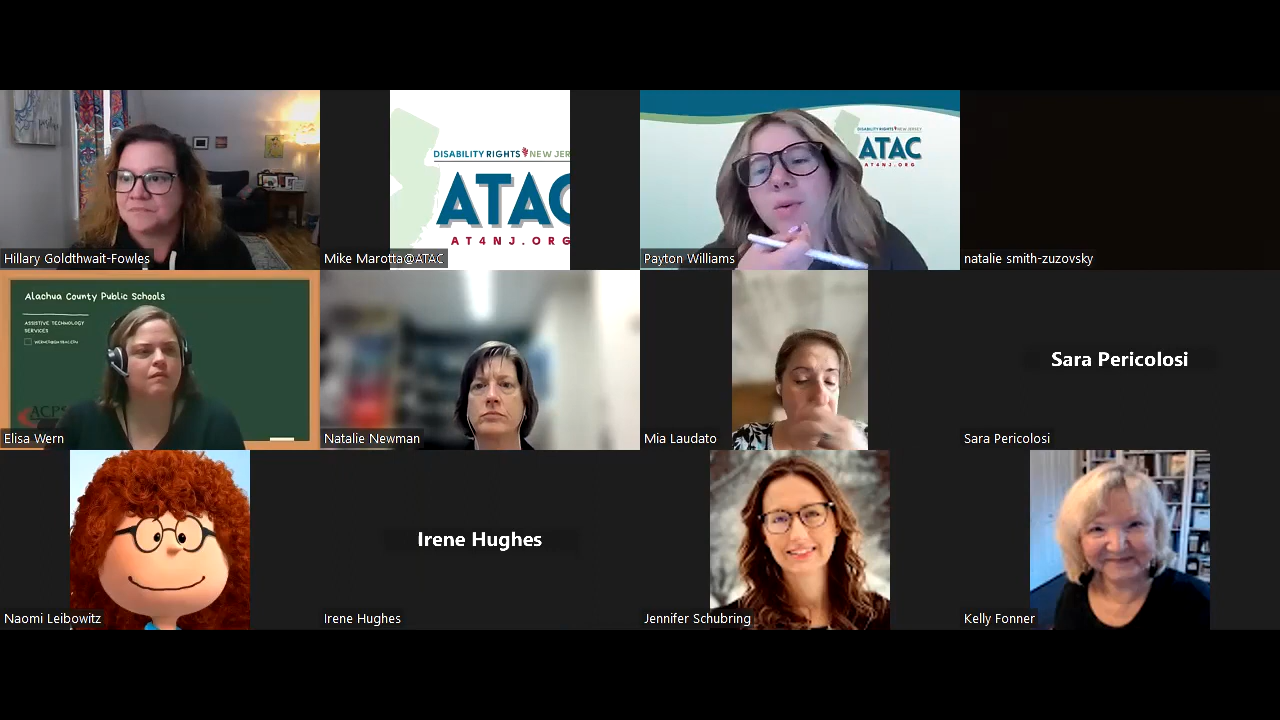 DISABILITY RIGHTS NEW JER
ATAC
AT4NJ.ORG
DISABILITY RIGHTS NEW JERSEY
ATAC
AT4NJ.ORG
Hillary Goldthwait-Fowles
Mike Marotta@ATAC
Payton Williams
natalie smith-zuzovsky
Alachua County Public Schools
ASSISTIVE TECHNOLOGY
SERVICES
ACPS
Sara Pericolosi
Elisa Wern
Natalie Newman
Mia Laudato
Sara Pericolosi
Irene Hughes
Naomi Leibowitz
Irene Hughes
Jennifer Schubring
Kelly Fonner